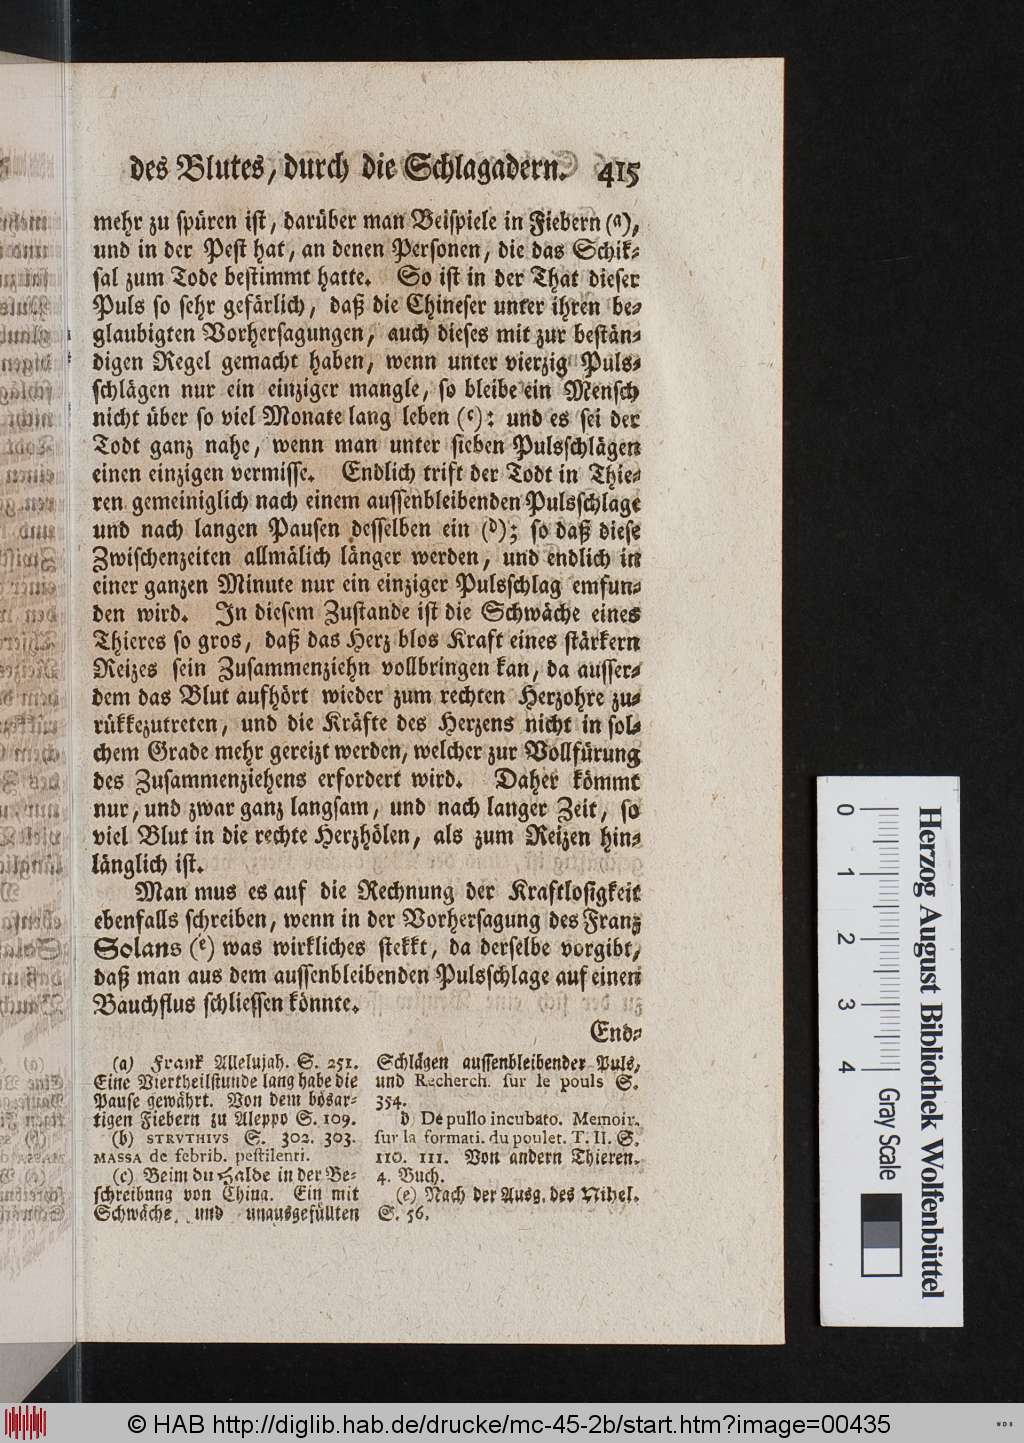 des Blutes, durch die Schlagadern. 415
mehr zu spüren ist, darüber man Beispiele in Fiebern (a),
und in der Pest hat, an denen Personen, die das Schik-
sal zum Tode bestimmt hatte. So ist in der That dieser
Puls so sehr gefärlich, daß die Chineser unter ihren be-
glaubigten Vorhersagungen, auch dieses mit zur bestän-
digen Regel gemacht haben, wenn unter vierzig Puls-
schlägen nur ein einziger mangle, so bleibe ein Mensch
nicht über so viel Monate lang leben (c): und es sei der
Todt ganz nahe, wenn man unter sieben Pulsschlägen
einen einzigen vermisse. Endlich trift der Todt in Thie-
ren gemeiniglich nach einem aussenbleibenden Pulsschlage
und nach langen Pausen desselben ein (d); so daß diese
Zwischenzeiten allmälich länger werden, und endlich in
einer ganzen Minute nur ein einziger Pulsschlag emfun-
den wird. In diesem Zustande ist die Schwäche eines
Thieres so gros, daß das Herz blos Kraft eines stärkern
Reizes sein Zusammenziehn vollbringen kan, da ausser-
dem das Blut aufhört wieder zum rechten Herzohre zu-
rükkezutreten, und die Kräfte des Herzens nicht in sol-
chem Grade mehr gereizt werden, welcher zur Vollfürung
des Zusammenziehens erfordert wird. Daher kömmt
nur, und zwar ganz langsam, und nach langer Zeit, so
viel Blut in die rechte Herzhölen, als zum Reizen hin-
länglich ist.
Man mus es auf die Rechnung der Kraftlosigkeit
ebenfalls schreiben, wenn in der Vorhersagung des Franz
Solans (e) was wirkliches stekkt, da derselbe vorgibt,
daß man aus dem aussenbleibenden Pulsschlage auf einen
Bauchflus schliessen könnte.
End-
(a) Frank Allelujah. S. 251.
Eine Viertheilstunde lang habe die
Pause gewährt. Von dem bösar-
tigen Fiebern zu Aleppo S. 109.
(b) STRVTHIVS S. 302. 303.
MASSA de febrib. pestilenti.
(c) Beim du Halde in der Be-
schreibung von China. Ein mit
Schwäche und unausgefüllten
Schlägen aussenbleibender Puls,
und Recherch. sur le pouls S.
354.
d) De pullo incubato. Memoir.
sur la formati. du poulet. T. II. S.
110. 111. Von andern Thieren.
4. Buch.
(e) Nach der Ausg. des Nihel.
S. 56.
0 1 2 3 4
Herzog August Bibliothek Wolfenbüttel
Gray Scale
© HAB http://diglib.hab.de/drucke/mc-45-2b/start.htm?image=00435